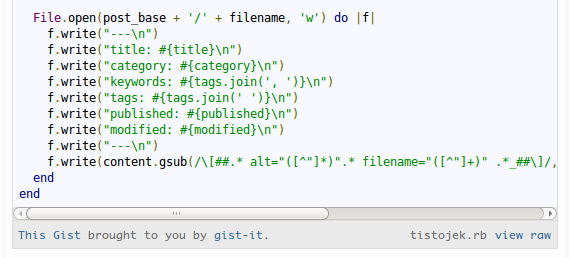 File.open(post_base + '/' + filename, 'w') do |f|
f.write("---\n")
f.write("title: #{title}\n")
f.write("category: #{category}\n")
f.write("keywords: #{tags.join(', ')}\n")
f.write("tags: #{tags.join(' ')}\n")
f.write("published: #{published}\n")
f.write("modified: #{modified}\n")
f.write("---\n")
f.write(content.gsub(/\[##.* alt="([^"]*)".* filename="([^"]+)" .*_##\]/,
end
end
This Gist brought to you by gist-it. tistojek.rb view raw